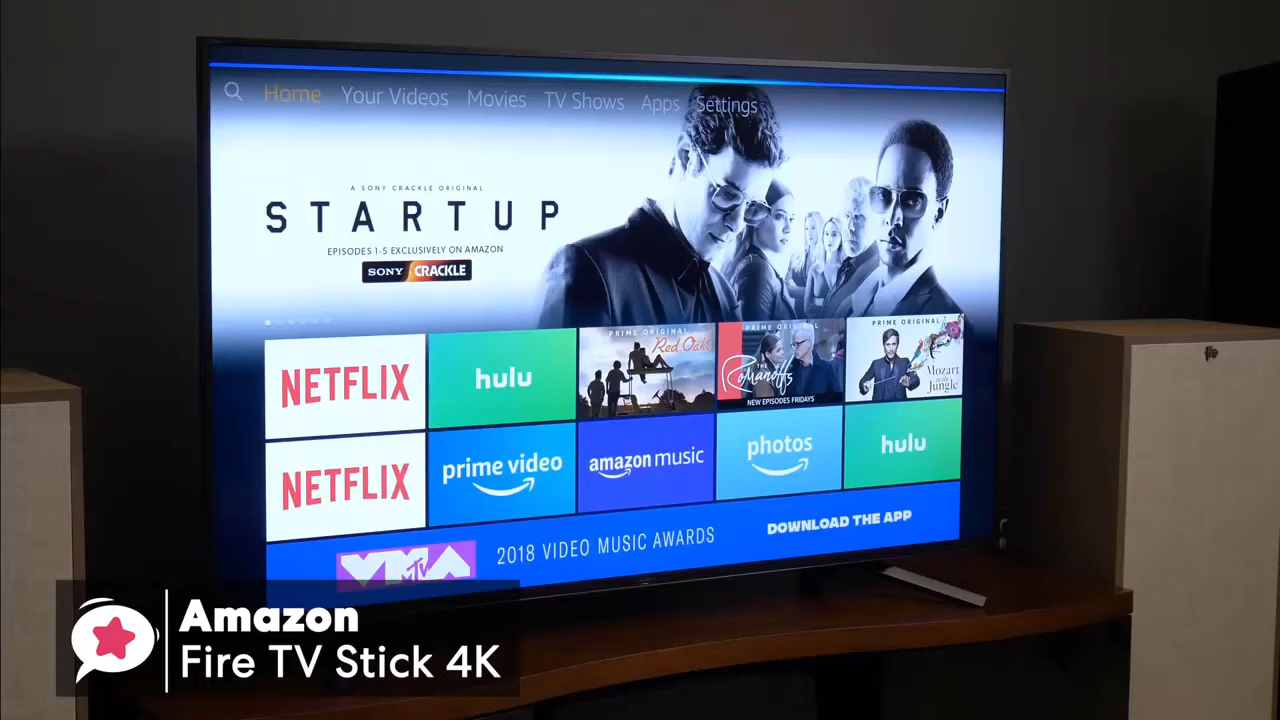 Home Your Videos Movies TV Shows Apps Settings
A SONY CRACKLE ORIGINAL
STARTUP
EPISODES 1-5 EXCLUSIVELY ON AMAZON
SONY CRACKLE
NETFLIX
hulu
PRIME ORIGINAL
Red Oaks
PRIME ORIGINAL
THE
Romanoffs
NEW EPISODES FRIDAYS
PRIME ORIGINAL
Mozart
in the
Jungle
NETFLIX
prime video
amazon music
photos
hulu
VMA
MTV
2018 VIDEO MUSIC AWARDS
DOWNLOAD THE APP
Amazon
Fire TV Stick 4K